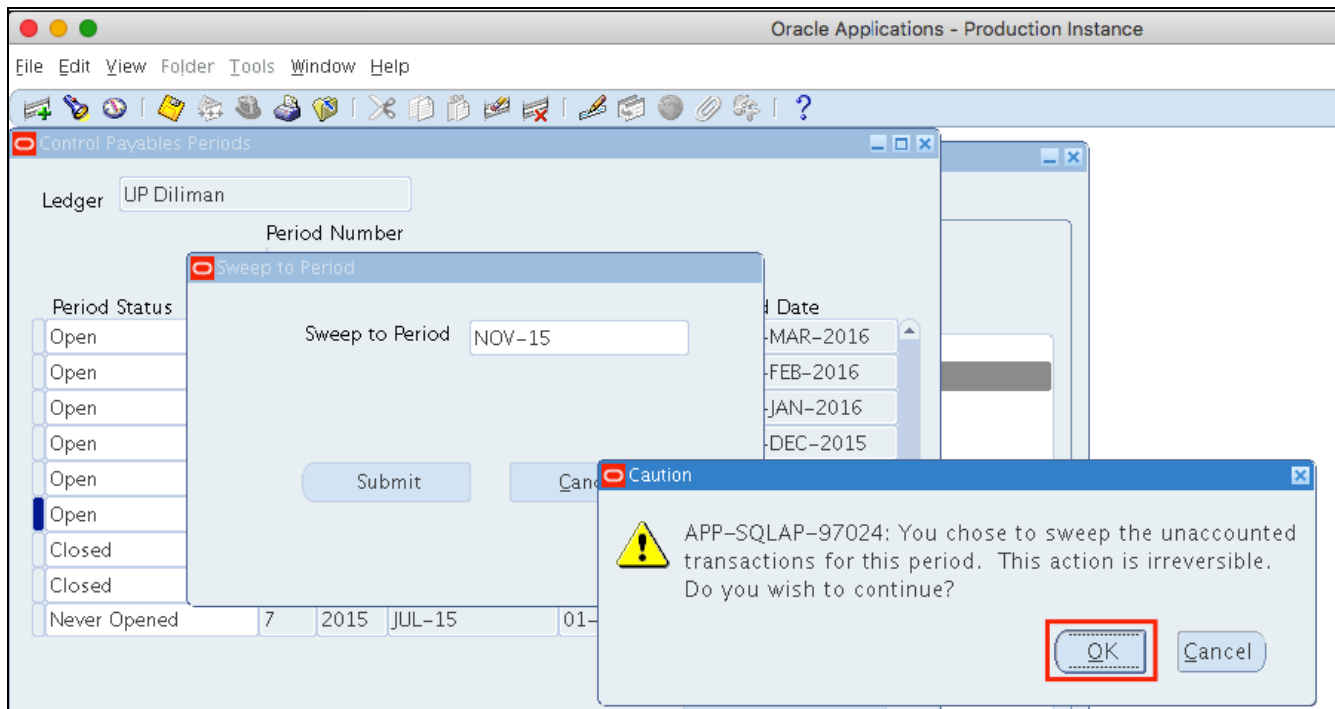 Oracle Applications - Production Instance
File Edit View Folder Tools Window Help
Control Payables Periods
Ledger UP Diliman
Period Number
Sweep to Period
Period Status
Date
Sweep to Period NOV-15
Open
-MAR-2016
Open
-FEB-2016
Open
-JAN-2016
Open
-DEC-2015
Open
Submit
Caution
Open
APP-SQLAP-97024: You chose to sweep the unaccounted
transactions for this period. This action is irreversible.
Do you wish to continue?
Closed
Closed
Never Opened 7 2015 JUL-15 01-
OK Cancel